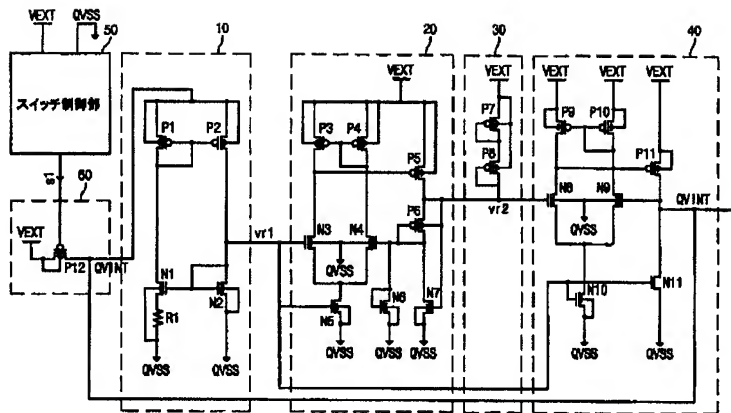 VEXT
QVSS
50
スイッチ制御部
s1
60
VEXT
P12
QVINT
10
P1
P2
N1
N2
R1
QVSS
QVSS
vr1
20
VEXT
P3
P4
P5
P6
N3
N4
QVSS
N5
N6
N7
QVSS
QVSS
QVSS
30
VEXT
P7
P8
vr2
40
VEXT
VEXT
VEXT
P9
P10
P11
N8
N9
QVSS
N10
N11
QVSS
QVSS
QVINT